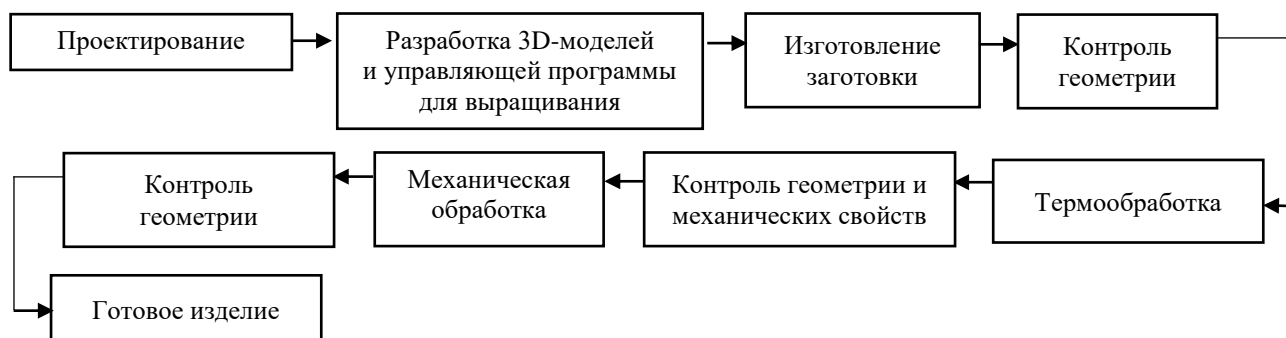 Проектирование
Разработка 3D-моделей
и управляющей программы
для выращивания
Изготовление
заготовки
Контроль
геометрии
Термообработка
Контроль геометрии и
механических свойств
Механическая
обработка
Контроль
геометрии
Готовое изделие